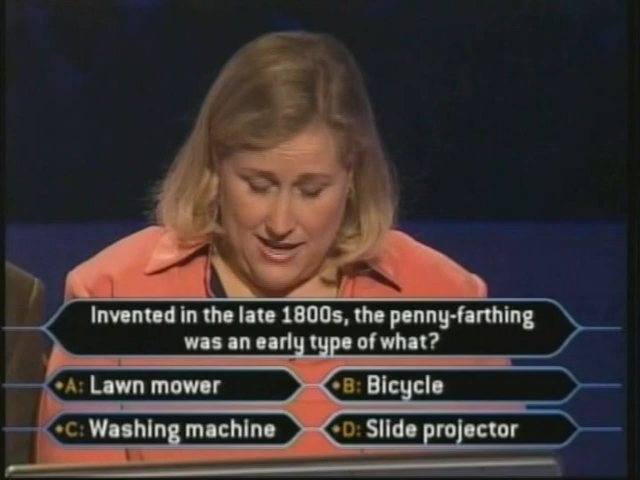 Invented in the late 1800s, the penny-farthing
was an early type of what?
A: Lawn mower
B: Bicycle
C: Washing machine
D: Slide projector